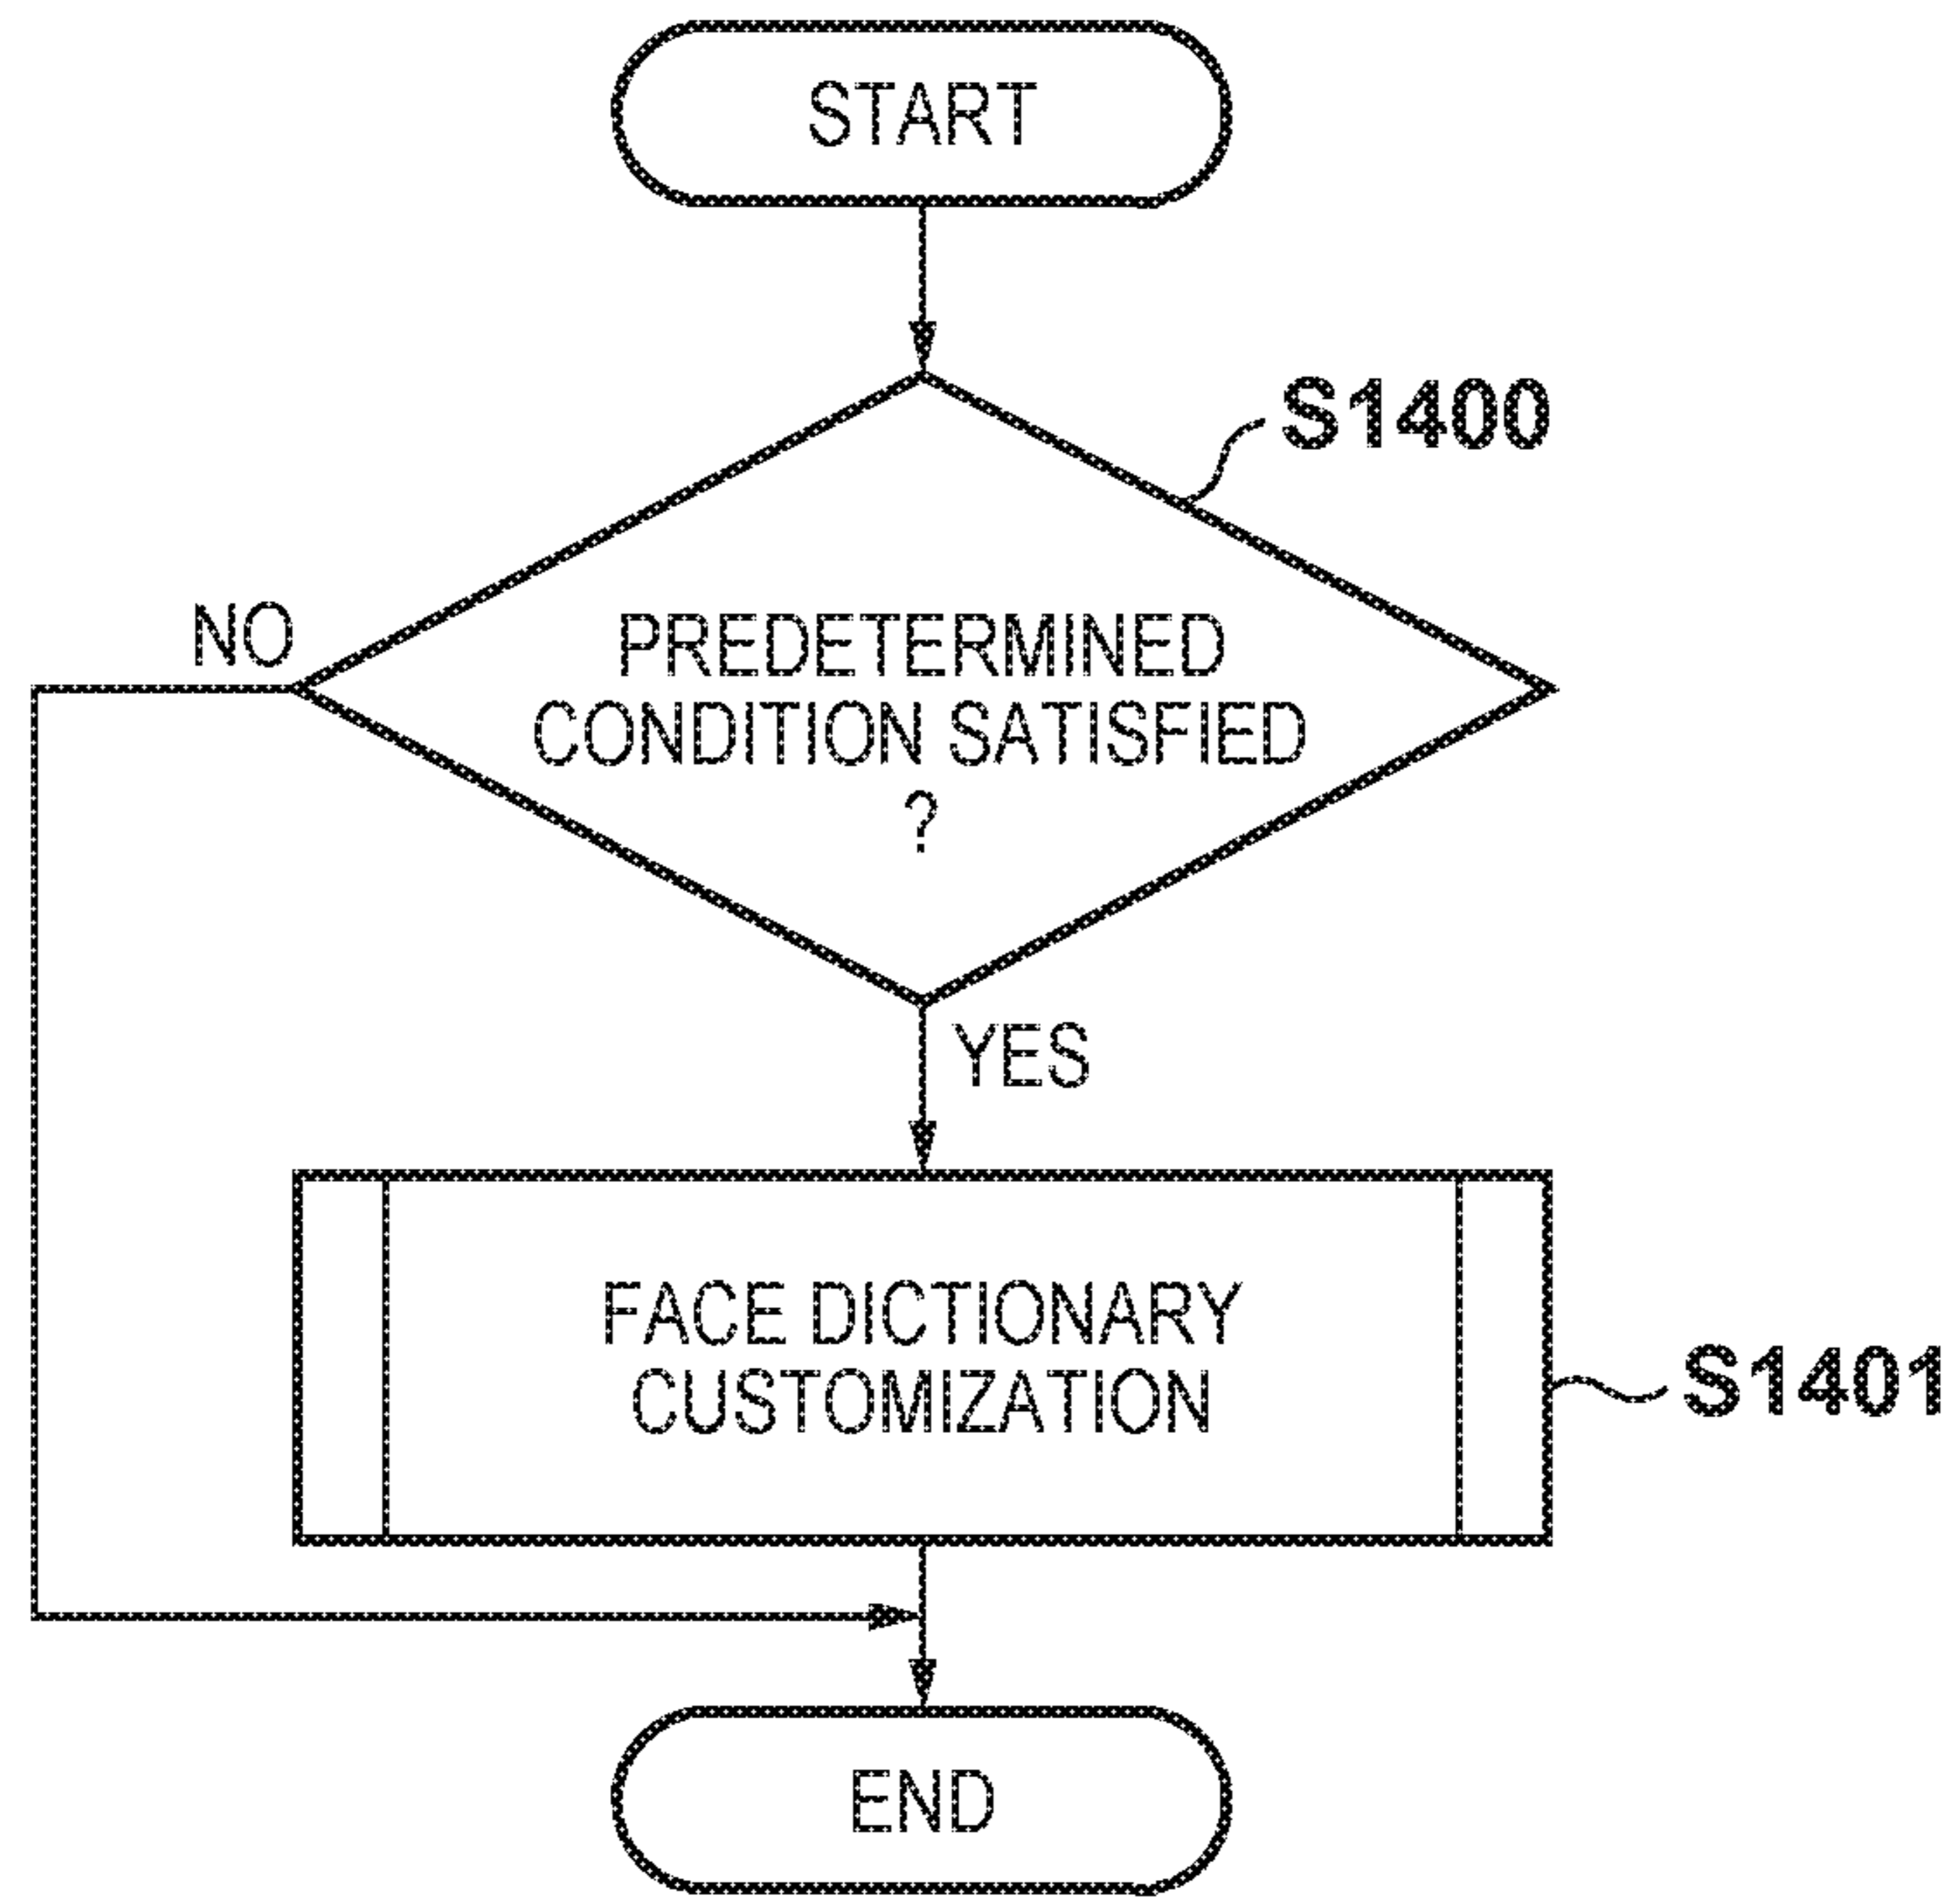 START
S1400
NO
PREDETERMINED
CONDITION SATISFIED
?
YES
FACE DICTIONARY
CUSTOMIZATION
S1401
END